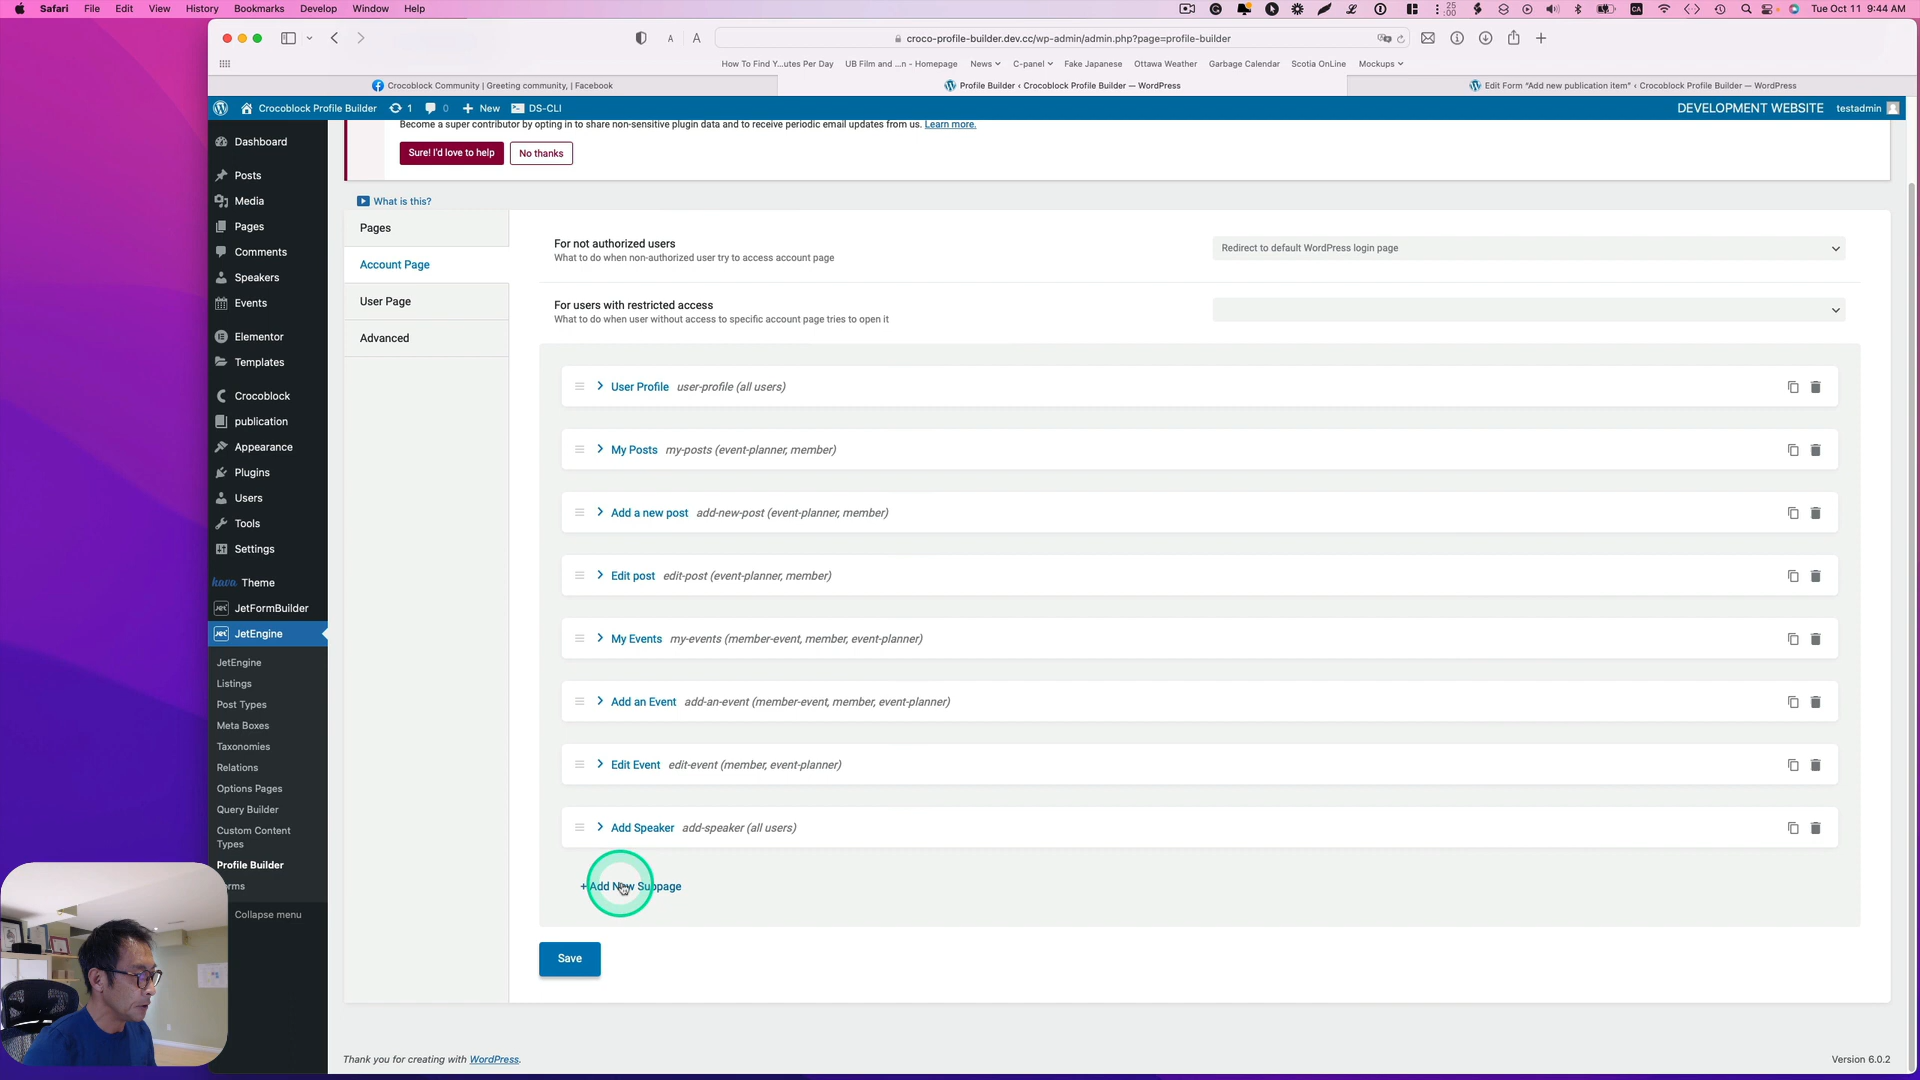 Safari File Edit View History Bookmarks Develop Window Help
25
:00
CA
Tue Oct 11 9:44 AM
A A
croco-profile-builder.dev.cc/wp-admin/admin.php?page=profile-builder
How To Find Y...utes Per Day UB Film and ...n - Homepage News C-panel Fake Japanese Ottawa Weather Garbage Calendar Scotia OnLine Mockups
Crocoblock Community | Greeting community, | Facebook
Profile Builder ‹ Crocoblock Profile Builder — WordPress
Edit Form “Add new publication item” ‹ Crocoblock Profile Builder — WordPress
Crocoblock Profile Builder 1 0 New DS-CLI
DEVELOPMENT WEBSITE testadmin
Dashboard
Posts
Media
Pages
Comments
Speakers
Events
Elementor
Templates
Crocoblock
publication
Appearance
Plugins
Users
Tools
Settings
kava Theme
JetFormBuilder
JetEngine
JetEngine
Listings
Post Types
Meta Boxes
Taxonomies
Relations
Options Pages
Query Builder
Custom Content
Types
Profile Builder
orms
Collapse menu
Become a super contributor by opting in to share non-sensitive plugin data and to receive periodic email updates from us. Learn more.
Sure! I'd love to help No thanks
What is this?
Pages
Account Page
User Page
Advanced
For not authorized users
What to do when non-authorized user try to access account page
Redirect to default WordPress login page
For users with restricted access
What to do when user without access to specific account page tries to open it
User Profile user-profile (all users)
My Posts my-posts (event-planner, member)
Add a new post add-new-post (event-planner, member)
Edit post edit-post (event-planner, member)
My Events my-events (member-event, member, event-planner)
Add an Event add-an-event (member-event, member, event-planner)
Edit Event edit-event (member, event-planner)
Add Speaker add-speaker (all users)
+ Add New Subpage
Save
Thank you for creating with WordPress.
Version 6.0.2